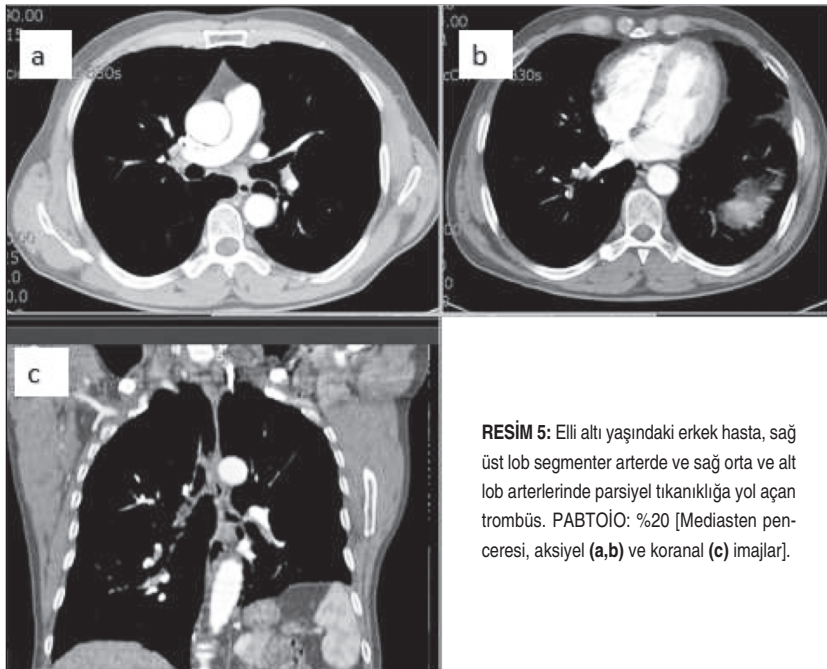 a
b
c
RESİM 5: Elli altı yaşındaki erkek hasta, sağ
üst lob segmenter arterde ve sağ orta ve alt
lob arterlerinde parsiyel tıkanıklığa yol açan
trombüs. PABTOİO: %20 [Mediasten pen-
ceresi, aksiyel (a,b) ve koranal (c) imajlar].